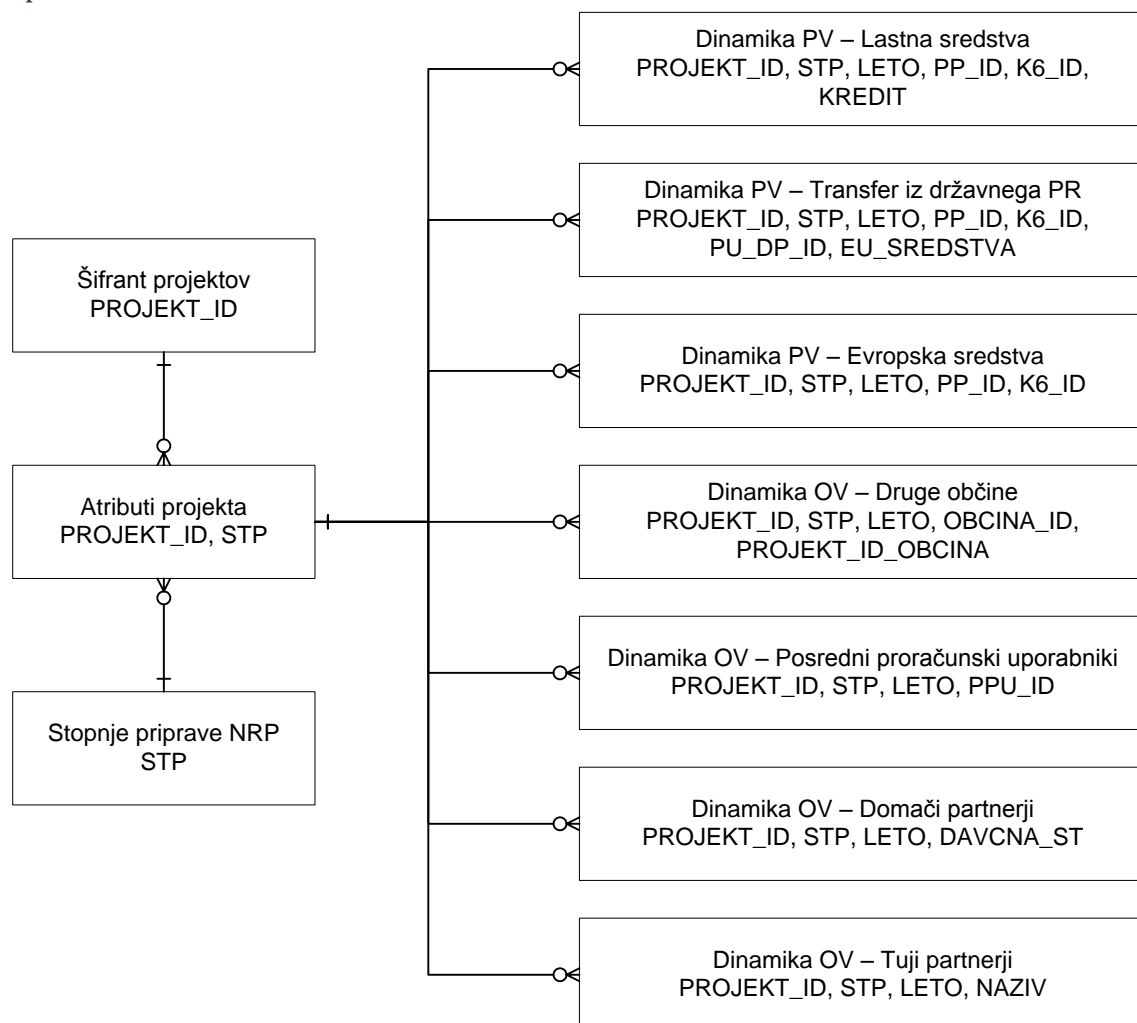 Šifrant projektov
PROJEKT_ID
Atributi projekta
PROJEKT_ID, STP
Stopnje priprave NRP
STP
Dinamika PV – Lastna sredstva
PROJEKT_ID, STP, LETO, PP_ID, K6_ID,
KREDIT
Dinamika PV – Transfer iz državnega PR
PROJEKT_ID, STP, LETO, PP_ID, K6_ID,
PU_DP_ID, EU_SREDSTVA
Dinamika PV – Evropska sredstva
PROJEKT_ID, STP, LETO, PP_ID, K6_ID
Dinamika OV – Druge občine
PROJEKT_ID, STP, LETO, OBCINA_ID,
PROJEKT_ID_OBCINA
Dinamika OV – Posredni proračunski uporabniki
PROJEKT_ID, STP, LETO, PPU_ID
Dinamika OV – Domači partnerji
PROJEKT_ID, STP, LETO, DAVCNA_ST
Dinamika OV – Tuji partnerji
PROJEKT_ID, STP, LETO, NAZIV